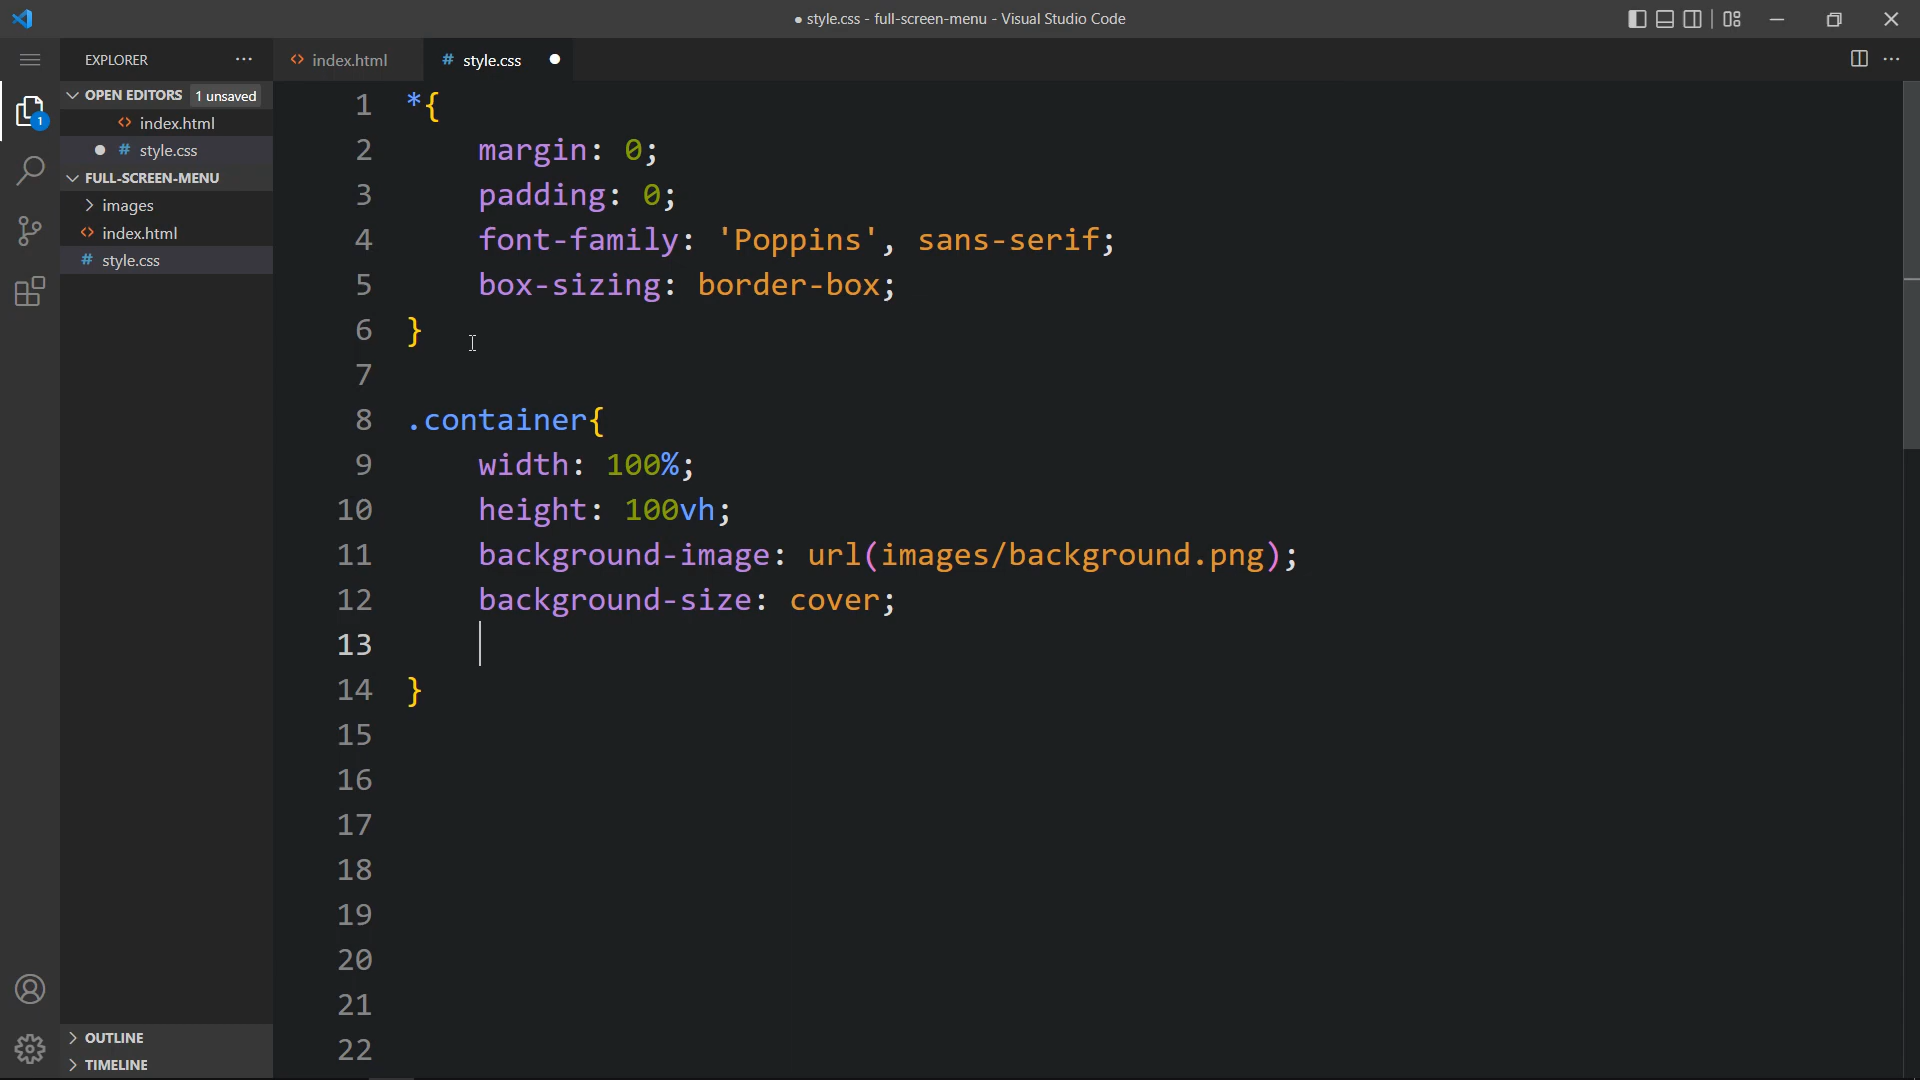 ● style.css - full-screen-menu - Visual Studio Code
EXPLORER
OPEN EDITORS 1 unsaved
<> index.html
● # style.css
FULL-SCREEN-MENU
> images
<> index.html
# style.css
OUTLINE
TIMELINE
1
<> index.html
# style.css ●
1 *{
2 margin: 0;
3 padding: 0;
4 font-family: 'Poppins', sans-serif;
5 box-sizing: border-box;
6 }
7
8 .container{
9 width: 100%;
10 height: 100vh;
11 background-image: url(images/background.png);
12 background-size: cover;
13
14 }
15
16
17
18
19
20
21
22